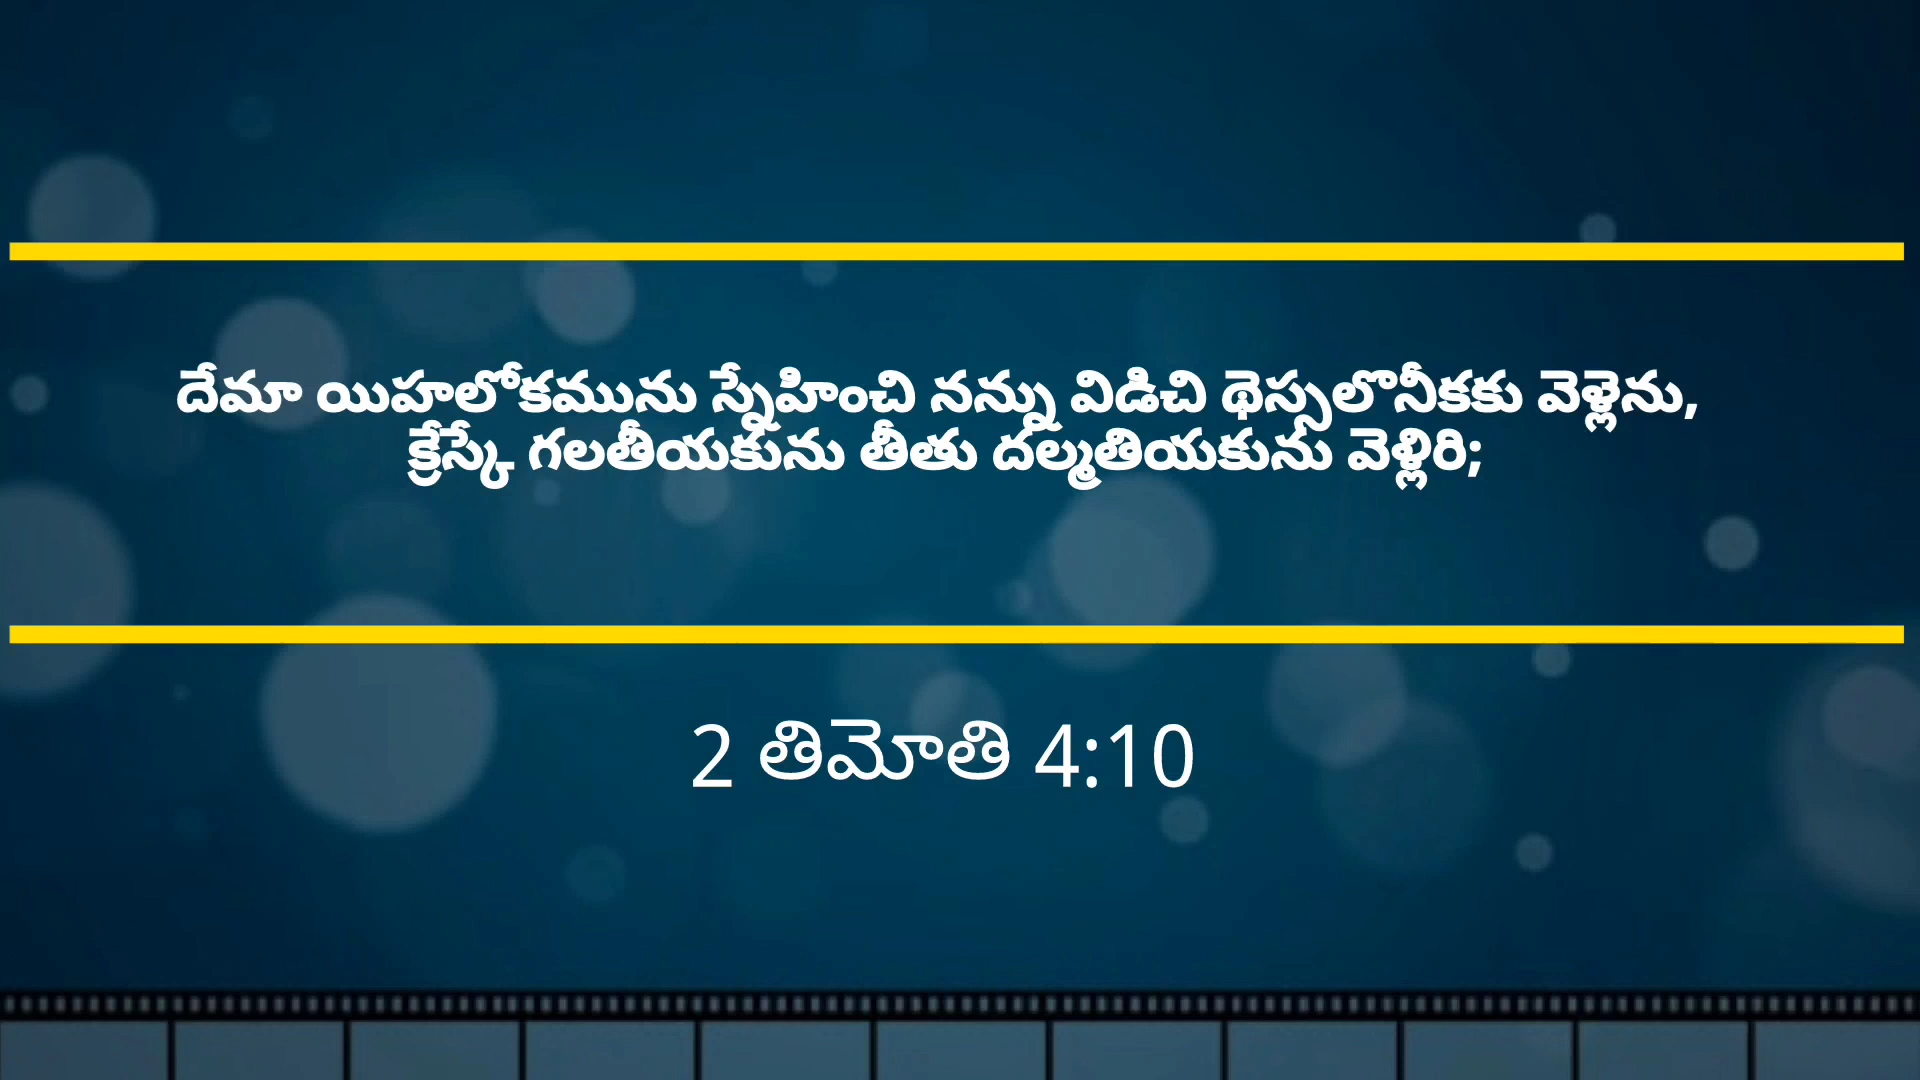 దేమా యిహలోకమును స్నేహించి నన్ను విడిచి థెస్సలొనీకకు వెళ్లెను,
క్రేస్కే గలతీయకును తీతు దల్మతియకును వెళ్లిరి;
2 తిమోతి 4:10